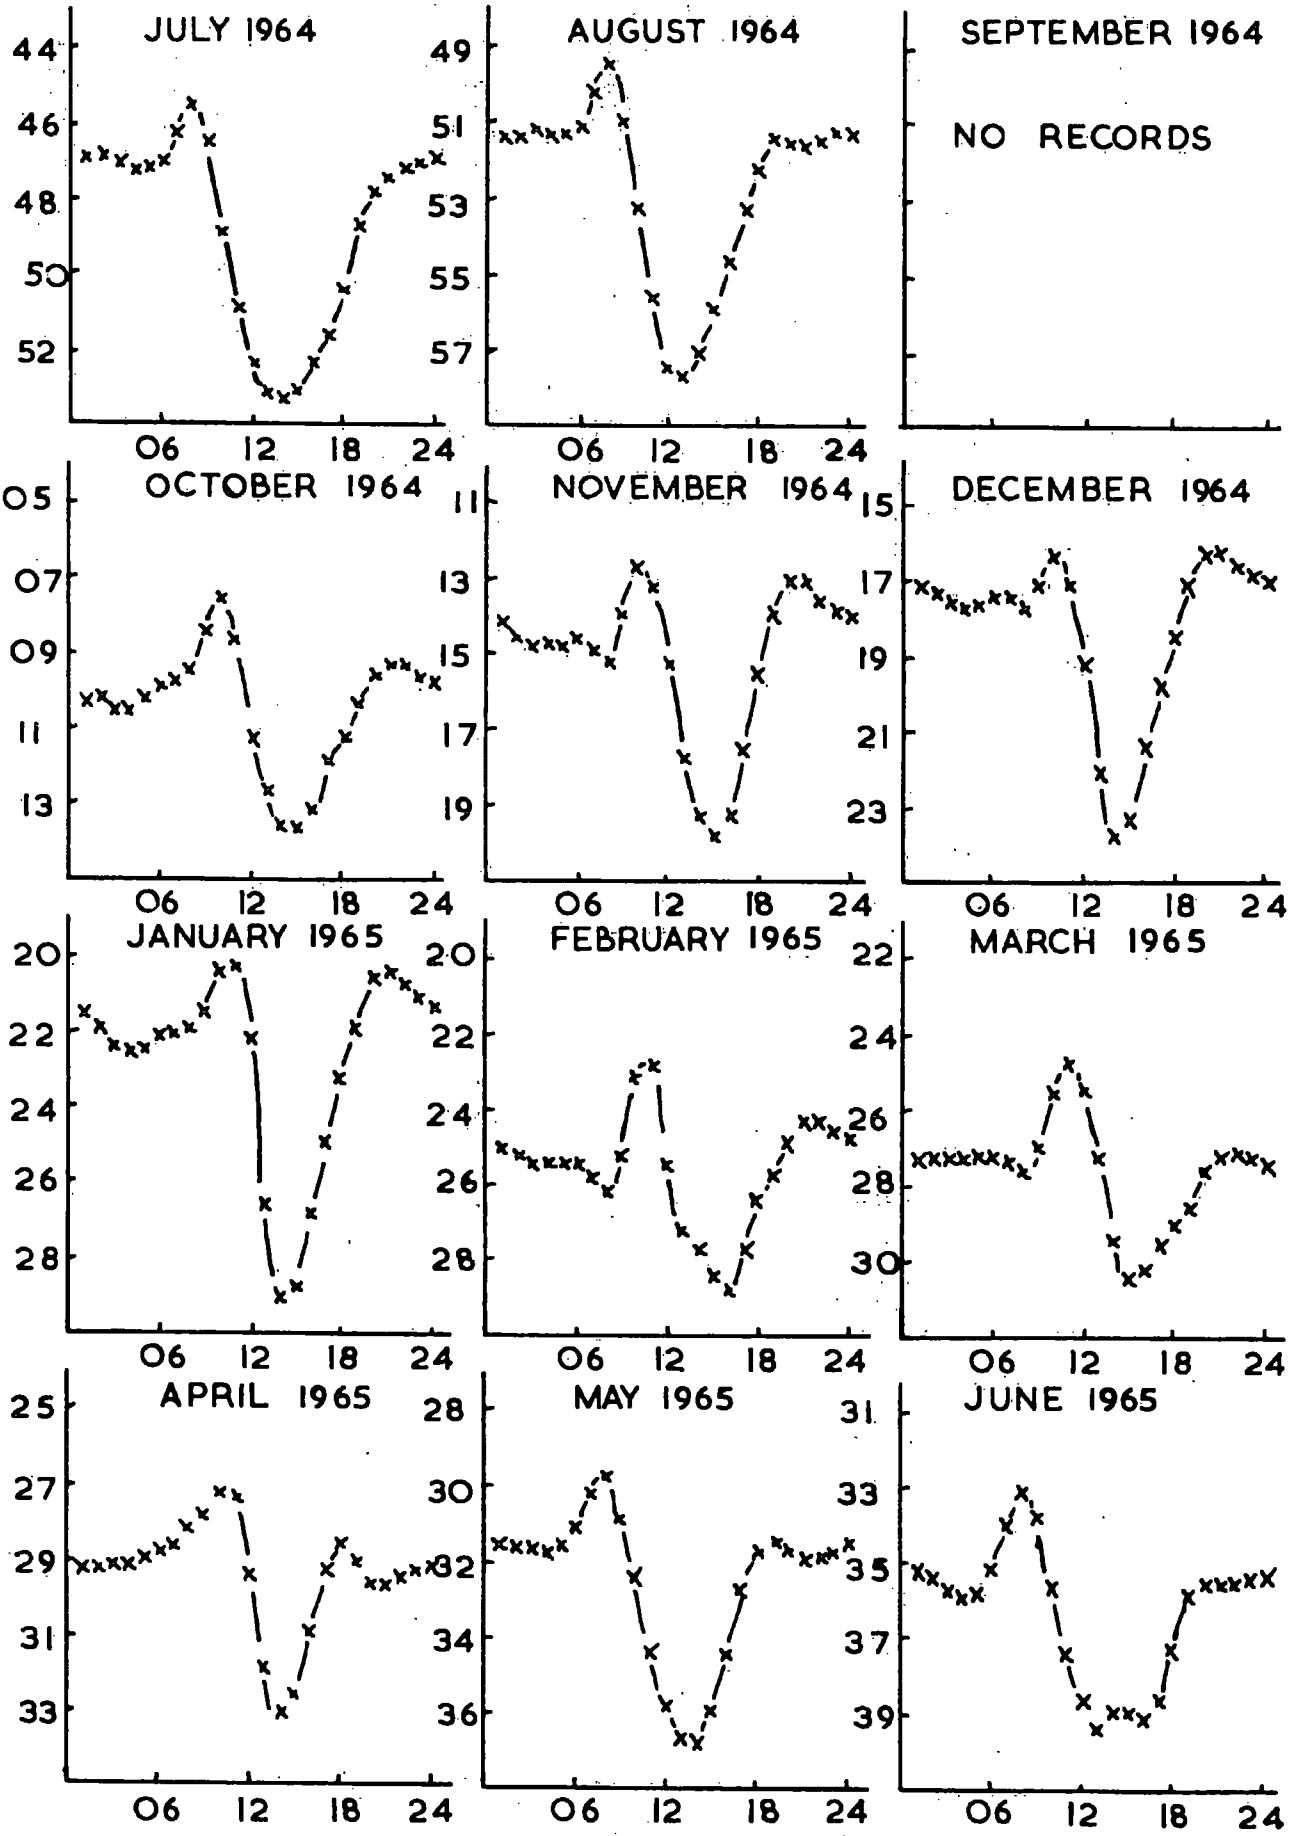 JULY 1964
44
46
48
50
52
06 12 18 24
AUGUST 1964
49
51
53
55
57
06 12 18 24
SEPTEMBER 1964
NO RECORDS
OCTOBER 1964
05
07
09
11
13
06 12 18 24
NOVEMBER 1964
11
13
15
17
19
06 12 18 24
DECEMBER 1964
15
17
19
21
23
06 12 18 24
JANUARY 1965
20
22
24
26
28
06 12 18 24
FEBRUARY 1965
20
22
24
26
28
06 12 18 24
MARCH 1965
22
24
26
28
30
06 12 18 24
APRIL 1965
25
27
29
31
33
06 12 18 24
MAY 1965
28
30
32
34
36
06 12 18 24
JUNE 1965
31
33
35
37
39
06 12 18 24